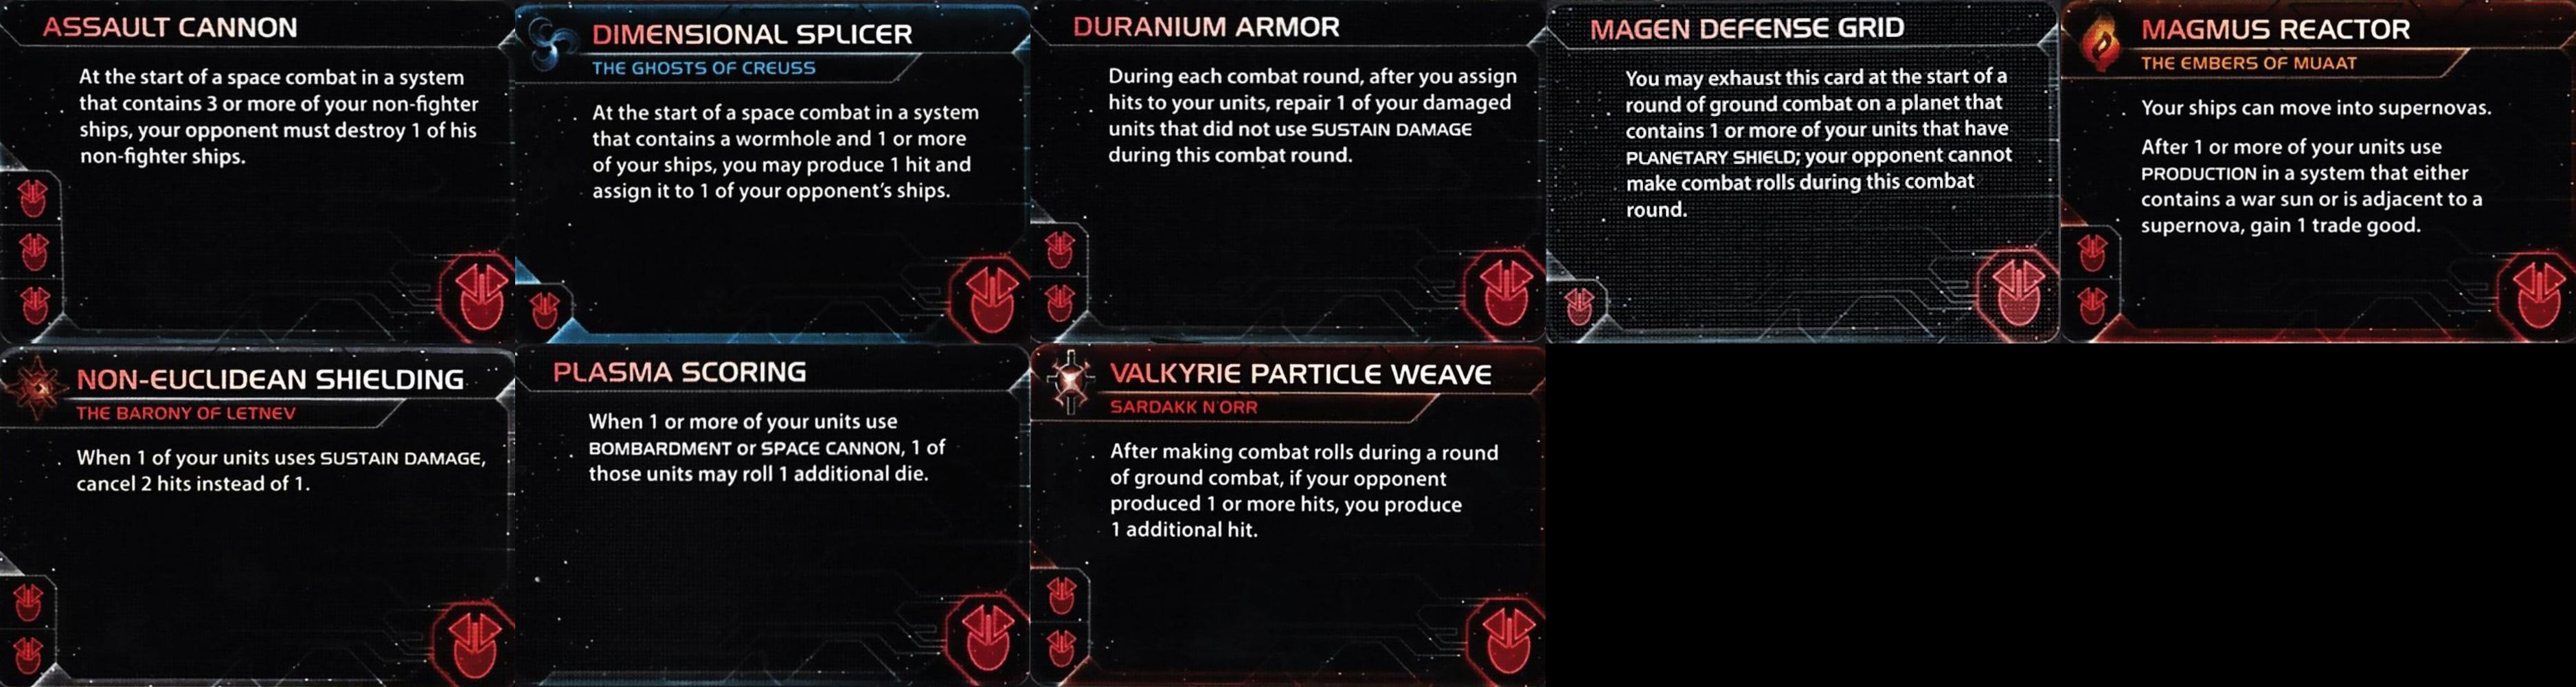 ASSAULT CANNON
At the start of a space combat in a system
that contains 3 or more of your non-fighter
ships, your opponent must destroy 1 of his
non-fighter ships.
DIMENSIONAL SPLICER
THE GHOSTS OF CREUSS
At the start of a space combat in a system
that contains a wormhole and 1 or more
of your ships, you may produce 1 hit and
assign it to 1 of your opponent's ships.
DURANIUM ARMOR
During each combat round, after you assign
hits to your units, repair 1 of your damaged
units that did not use SUSTAIN DAMAGE
during this combat round.
MAGEN DEFENSE GRID
You may exhaust this card at the start of a
round of ground combat on a planet that
contains 1 or more of your units that have
PLANETARY SHIELD; your opponent cannot
make combat rolls during this combat
round.
MAGMUS REACTOR
THE EMBERS OF MUAAT
Your ships can move into supernovas.
After 1 or more of your units use
PRODUCTION in a system that either
contains a war sun or is adjacent to a
supernova, gain 1 trade good.
NON-EUCLIDEAN SHIELDING
THE BARONY OF LETNEV
When 1 of your units uses SUSTAIN DAMAGE,
cancel 2 hits instead of 1.
PLASMA SCORING
When 1 or more of your units use
BOMBARDMENT or SPACE CANNON, 1 of
those units may roll 1 additional die.
VALKYRIE PARTICLE WEAVE
SARDAKK N'ORR
After making combat rolls during a round
of ground combat, if your opponent
produced 1 or more hits, you produce
1 additional hit.